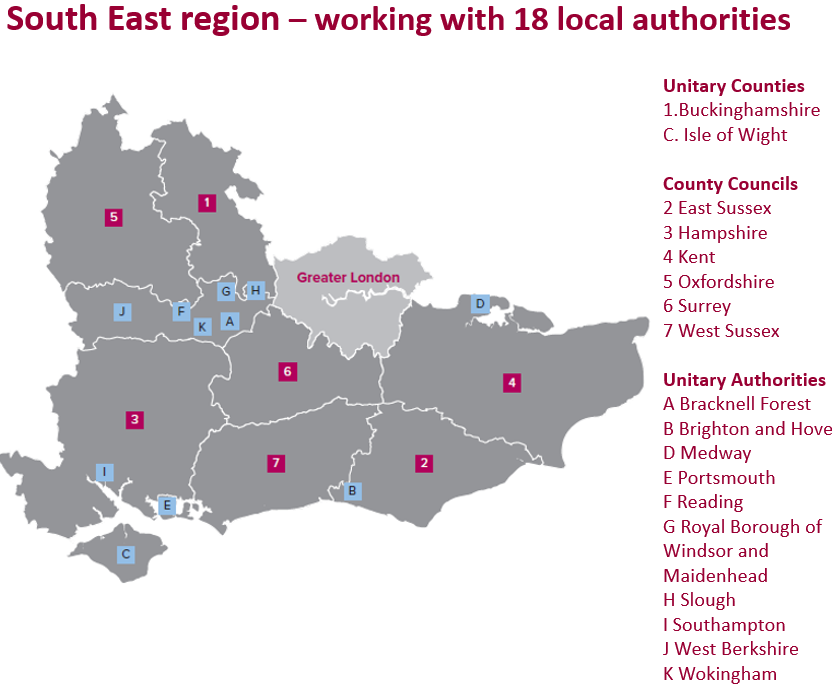 South East region – working with 18 local authorities
Unitary Counties
1.Buckinghamshire
C. Isle of Wight
County Councils
2 East Sussex
3 Hampshire
4 Kent
5 Oxfordshire
6 Surrey
7 West Sussex
Unitary Authorities
A Bracknell Forest
B Brighton and Hove
D Medway
E Portsmouth
F Reading
G Royal Borough of
Windsor and
Maidenhead
H Slough
I Southampton
J West Berkshire
K Wokingham
1
5
Greater London
G
H
J
F
K
A
D
6
4
3
7
2
I
B
E
C